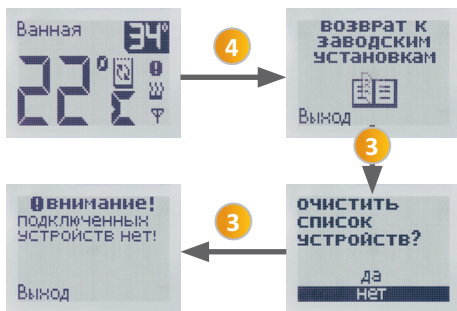 Ванная
34°
22°
4
ВОЗВРАТ К
ЗАВОДСКИМ
УСТАНОВКАМ
Выход
3
ОЧИСТИТЬ
СПИСОК
УСТРОЙСТВ?
да
нет
3
ВНИМАНИЕ!
ПОДКЛЮЧЕННЫХ
УСТРОЙСТВ НЕТ!
Выход